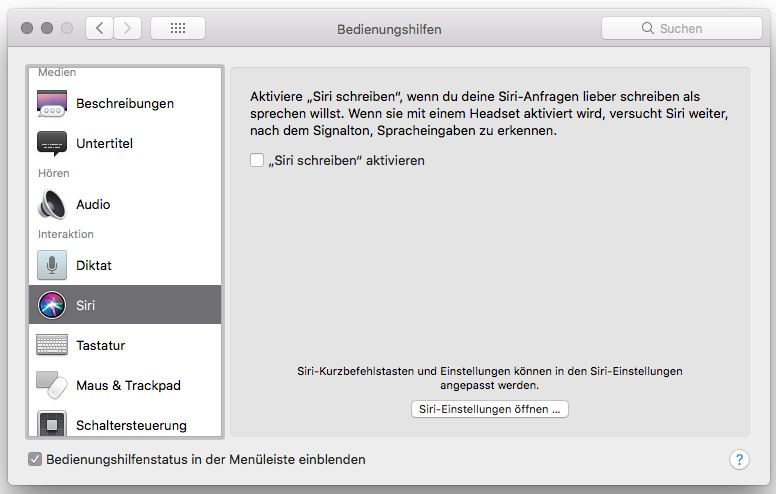 Bedienungshilfen
Suchen
Medien
Beschreibungen
Untertitel
Hören
Audio
Interaktion
Diktat
Siri
Tastatur
Maus & Trackpad
Schaltersteuerung
Aktiviere „Siri schreiben“, wenn du deine Siri-Anfragen lieber schreiben als
sprechen willst. Wenn sie mit einem Headset aktiviert wird, versucht Siri weiter,
nach dem Signalton, Spracheingaben zu erkennen.
„Siri schreiben“ aktivieren
Siri-Kurzbefehlstasten und Einstellungen können in den Siri-Einstellungen
angepasst werden.
Siri-Einstellungen öffnen ...
Bedienungshilfenstatus in der Menüleiste einblenden
?